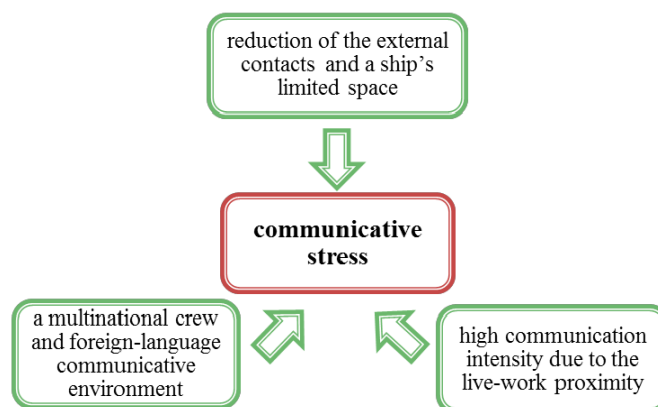 reduction of the external
contacts and a ship's
limited space
communicative
stress
a multinational crew
and foreign-language
communicative
environment
high communication
intensity due to the
live-work proximity